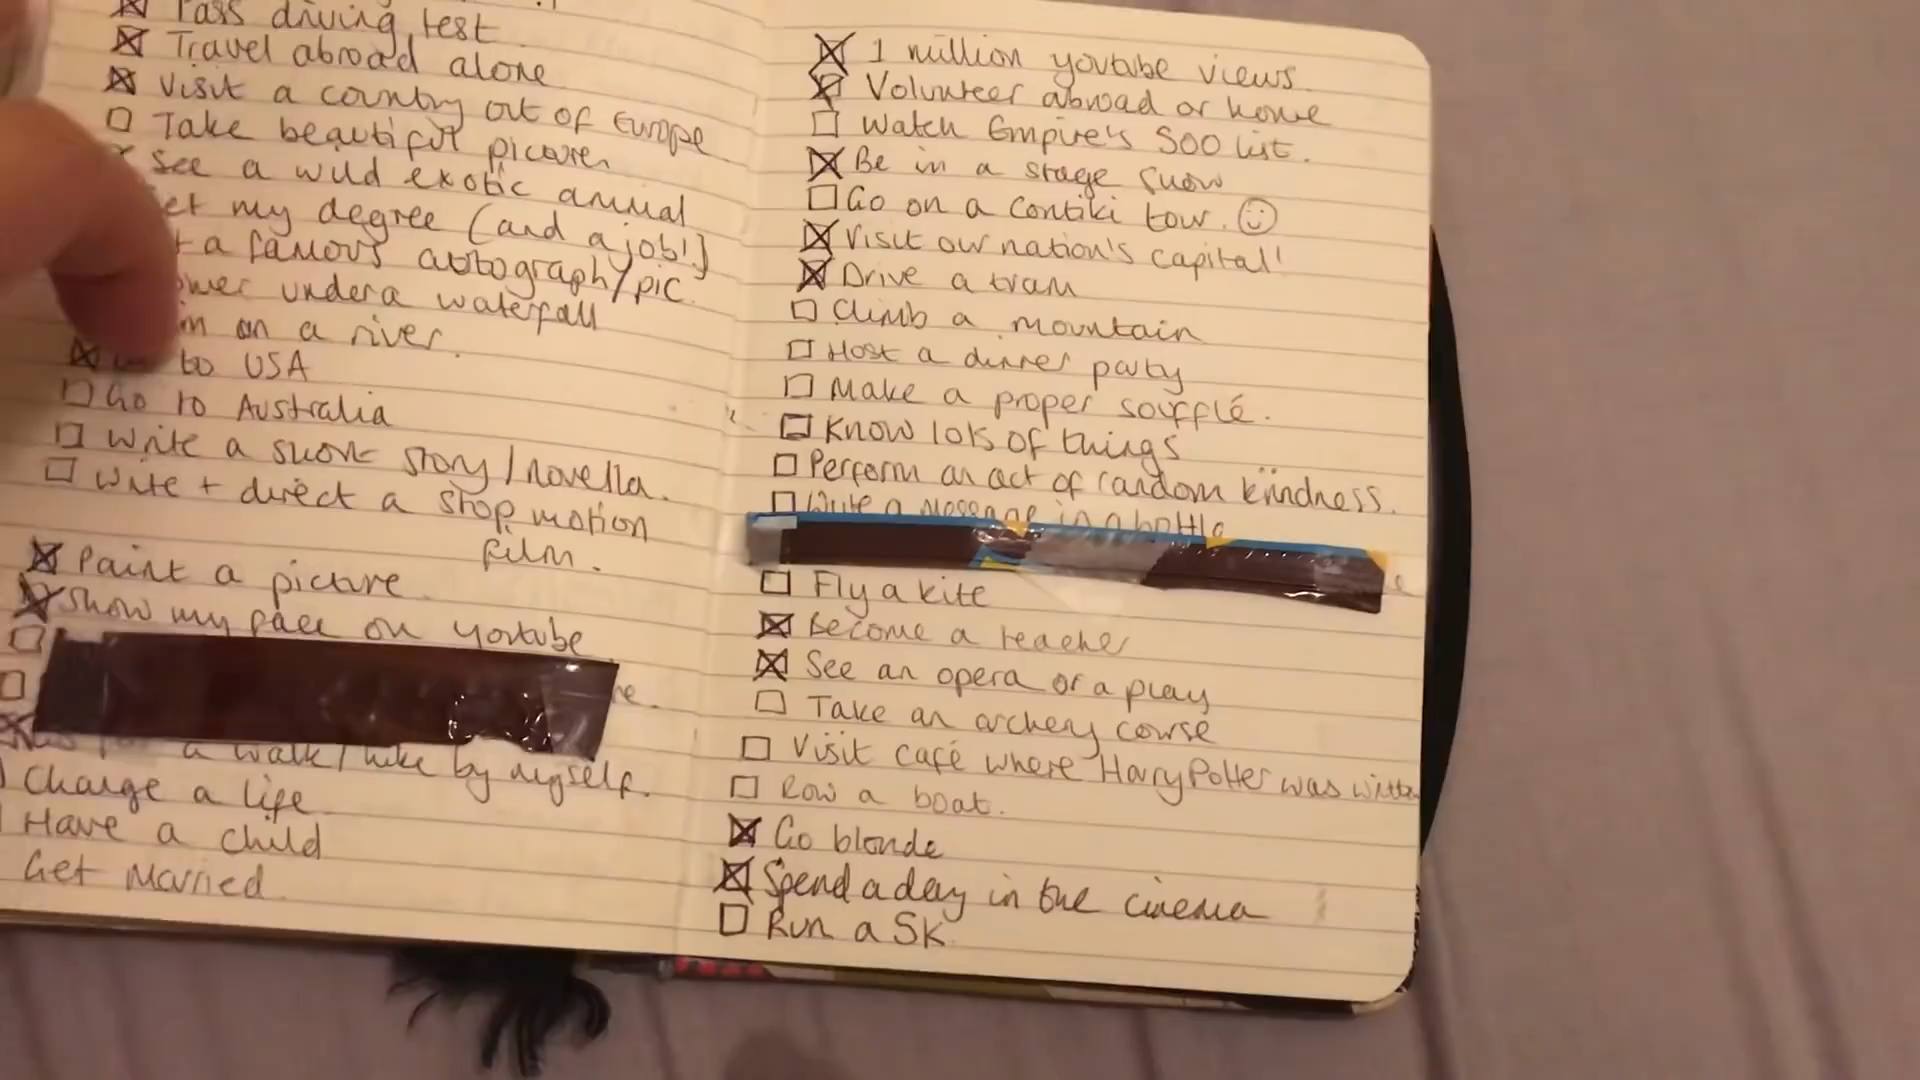 Pass driving test
Travel abroad alone
Visit a country out of Europe
Take beautiful pictures
See a wild exotic animal
my degree (and a job!)
a famous autograph/pic.
under a waterfall
on a river.
to USA
Go to Australia
Write a short story/novella.
Write + direct a stop motion
film.
Paint a picture
Show my face on youtube
a walk/hike by myself.
Change a life
Have a child
Get Married
1 million youtube views.
Volunteer abroad or home
Watch Empire's 500 list.
Be in a stage show
Go on a contiki tour. ☺
Visit our nation's capital!
Drive a tram
Climb a mountain
Host a dinner party
Make a proper soufflé.
Know lots of things
Perform an act of random kindness.
Write a message in a bottle
Fly a kite
Become a teacher
See an opera or a play
Take an archery course
Visit café where Harry Potter was written
Row a boat.
Go blonde
Spend a day in the cinema
Run a 5k